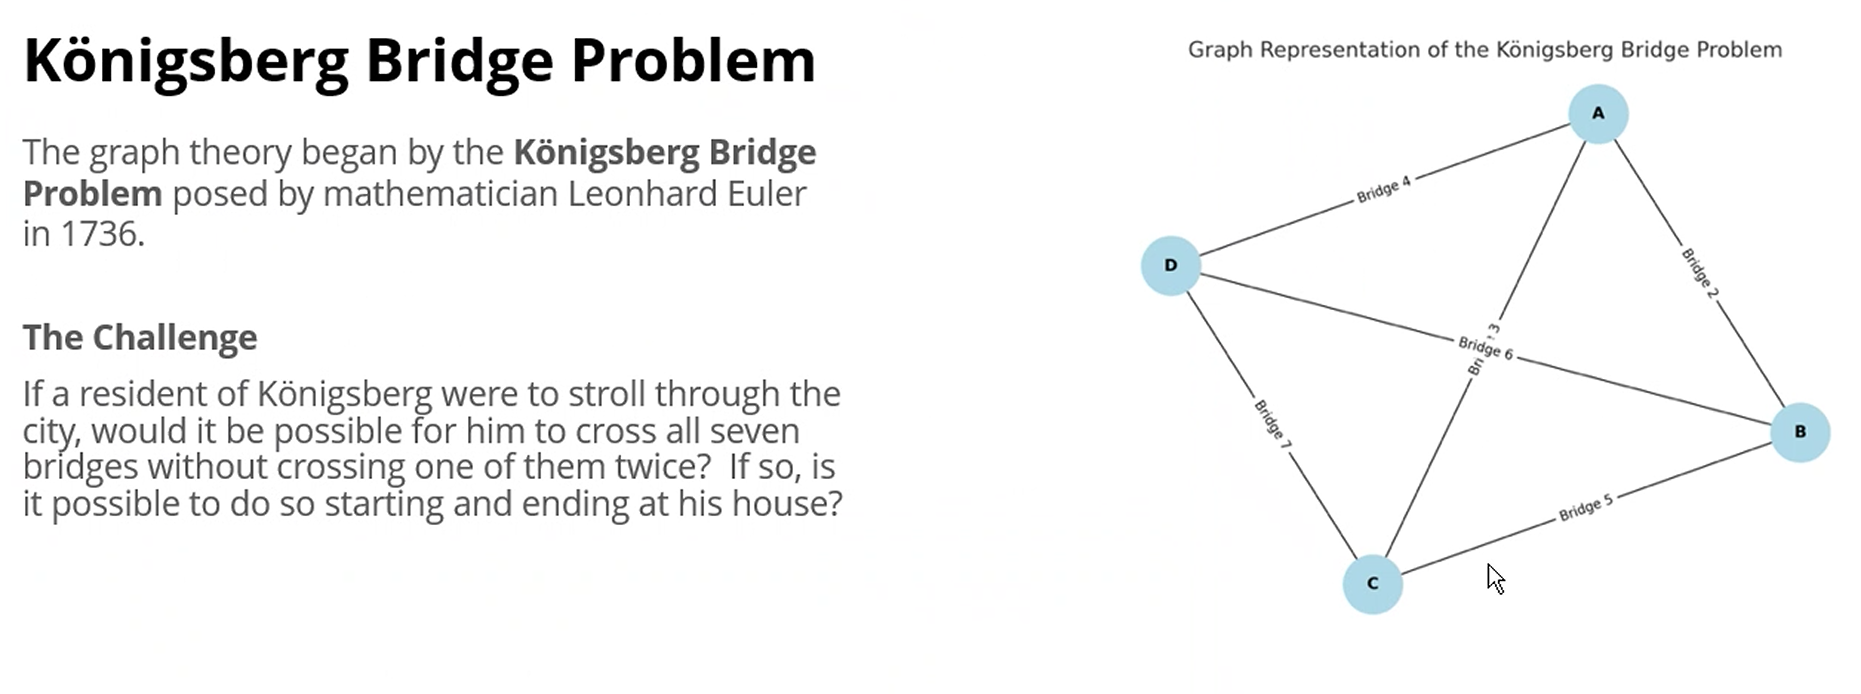 Königsberg Bridge Problem
The graph theory began by the Königsberg Bridge
Problem posed by mathematician Leonhard Euler
in 1736.
The Challenge
If a resident of Königsberg were to stroll through the
city, would it be possible for him to cross all seven
bridges without crossing one of them twice?  If so, is
it possible to do so starting and ending at his house?
Graph Representation of the Königsberg Bridge Problem
A
Bridge 4
D
Bridge 2
3
Bridge 6
Bridge 7
B
Bridge 5
C